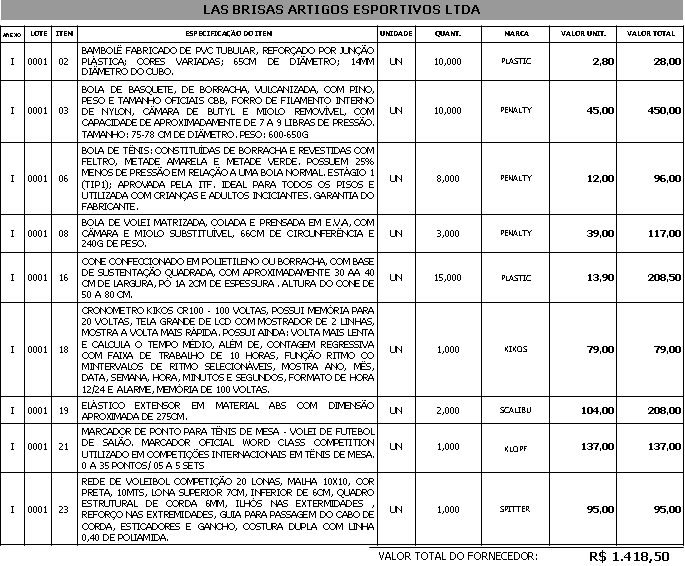 LAS BRISAS ARTIGOS ESPORTIVOS LTDA
ANEXO LOTE ITEM ESPECIFICAÇÃO DO ITEM UNIDADE QUANT. MARCA VALOR UNIT. VALOR TOTAL
BAMBOLÊ FABRICADO DE PVC TUBULAR, REFORÇADO POR JUNÇÃO
I 0001 02 PLÁSTICA; CORES VARIADAS; 65CM DE DIÂMETRO; 14MM UN 10,000 PLASTIC 2,80 28,00
DIÂMETRO DO CUBO.
BOLA DE BASQUETE, DE BORRACHA, VULCANIZADA, COM PINO,
PESO E TAMANHO OFICIAIS CBB, FORRO DE FILAMENTO INTERNO
I 0001 03 DE NYLON, CÂMARA DE BUTYL E MIOLO REMOVÍVEL, COM UN 10,000 PENALTY 45,00 450,00
CAPACIDADE DE APROXIMADAMENTE DE 7 A 9 LIBRAS DE PRESSÃO.
TAMANHO: 75-78 CM DE DIÂMETRO. PESO: 600-650G
BOLA DE TÊNIS: CONSTITUÍDAS DE BORRACHA E REVESTIDAS COM
FELTRO, METADE AMARELA E METADE VERDE. POSSUEM 25%
MENOS DE PRESSÃO EM RELAÇÃO A UMA BOLA NORMAL. ESTÁGIO 1
I 0001 06 (TIP1); APROVADA PELA ITF. IDEAL PARA TODOS OS PISOS E UN 8,000 PENALTY 12,00 96,00
UTILIZADA COM CRIANÇAS E ADULTOS INCICIANTES. GARANTIA DO
FABRICANTE.
BOLA DE VOLEI MATRIZADA, COLADA E PRENSADA EM E.V.A, COM
I 0001 08 CÂMARA E MIOLO SUBSTITUÍVEL, 66CM DE CIRCUNFERÊNCIA E UN 3,000 PENALTY 39,00 117,00
240G DE PESO.
CONE CONFECCIONADO EM POLIETILENO OU BORRACHA, COM BASE
I 0001 16 DE SUSTENTAÇÃO QUADRADA, COM APROXIMADAMENTE 30 AA 40 UN 15,000 PLASTIC 13,90 208,50
CM DE LARGURA, PÓ 1A 2CM DE ESPESSURA . ALTURA DO CONE DE
50 A 80 CM.
CRONOMETRO KIKOS CR100 - 100 VOLTAS, POSSUI MEMÓRIA PARA
20 VOLTAS, TELA GRANDE DE LCD COM MOSTRADOR DE 2 LINHAS,
MOSTRA A VOLTA MAIS RÁPIDA. POSSUI AINDA: VOLTA MAIS LENTA
E CALCULA O TEMPO MÉDIO, ALÉM DE, CONTAGEM REGRESSIVA
I 0001 18 COM FAIXA DE TRABALHO DE 10 HORAS, FUNÇÃO RITMO CO UN 1,000 KIKOS 79,00 79,00
MINTERVALOS DE RITMO SELECIONÁVEIS, MOSTRA ANO, MÊS,
DATA, SEMANA, HORA, MINUTOS E SEGUNDOS, FORMATO DE HORA
12/24 E ALARME, MEMÓRIA DE 100 VOLTAS.
I 0001 19 ELÁSTICO EXTENSOR EM MATERIAL ABS COM DIMENSÃO UN 2,000 SCALIBU 104,00 208,00
APROXIMADA DE 275CM.
MARCADOR DE PONTO PARA TÊNIS DE MESA - VOLEI DE FUTEBOL
I 0001 21 DE SALÃO. MARCADOR OFICIAL WORD CLASS COMPETITION UN 1,000 KLOPF 137,00 137,00
UTILIZADO EM COMPETIÇÕES INTERNACIONAIS EM TÊNIS DE MESA.
0 A 35 PONTOS/ 05 A 5 SETS
REDE DE VOLEIBOL COMPETIÇÃO 20 LONAS, MALHA 10X10, COR
PRETA, 10MTS, LONA SUPERIOR 7CM, INFERIOR DE 6CM, QUADRO
I 0001 23 ESTRUTURAL DE CORDA 6MM, ILHÓS NAS EXTERMIDADES , UN 1,000 SPITTER 95,00 95,00
REFORÇO NAS EXTREMIDADES, GUIA PARA PASSAGEM DO CABO DE
CORDA, ESTICADORES E GANCHO, COSTURA DUPLA COM LINHA
0,40 DE POLIAMIDA.
VALOR TOTAL DO FORNECEDOR: R$ 1.418,50